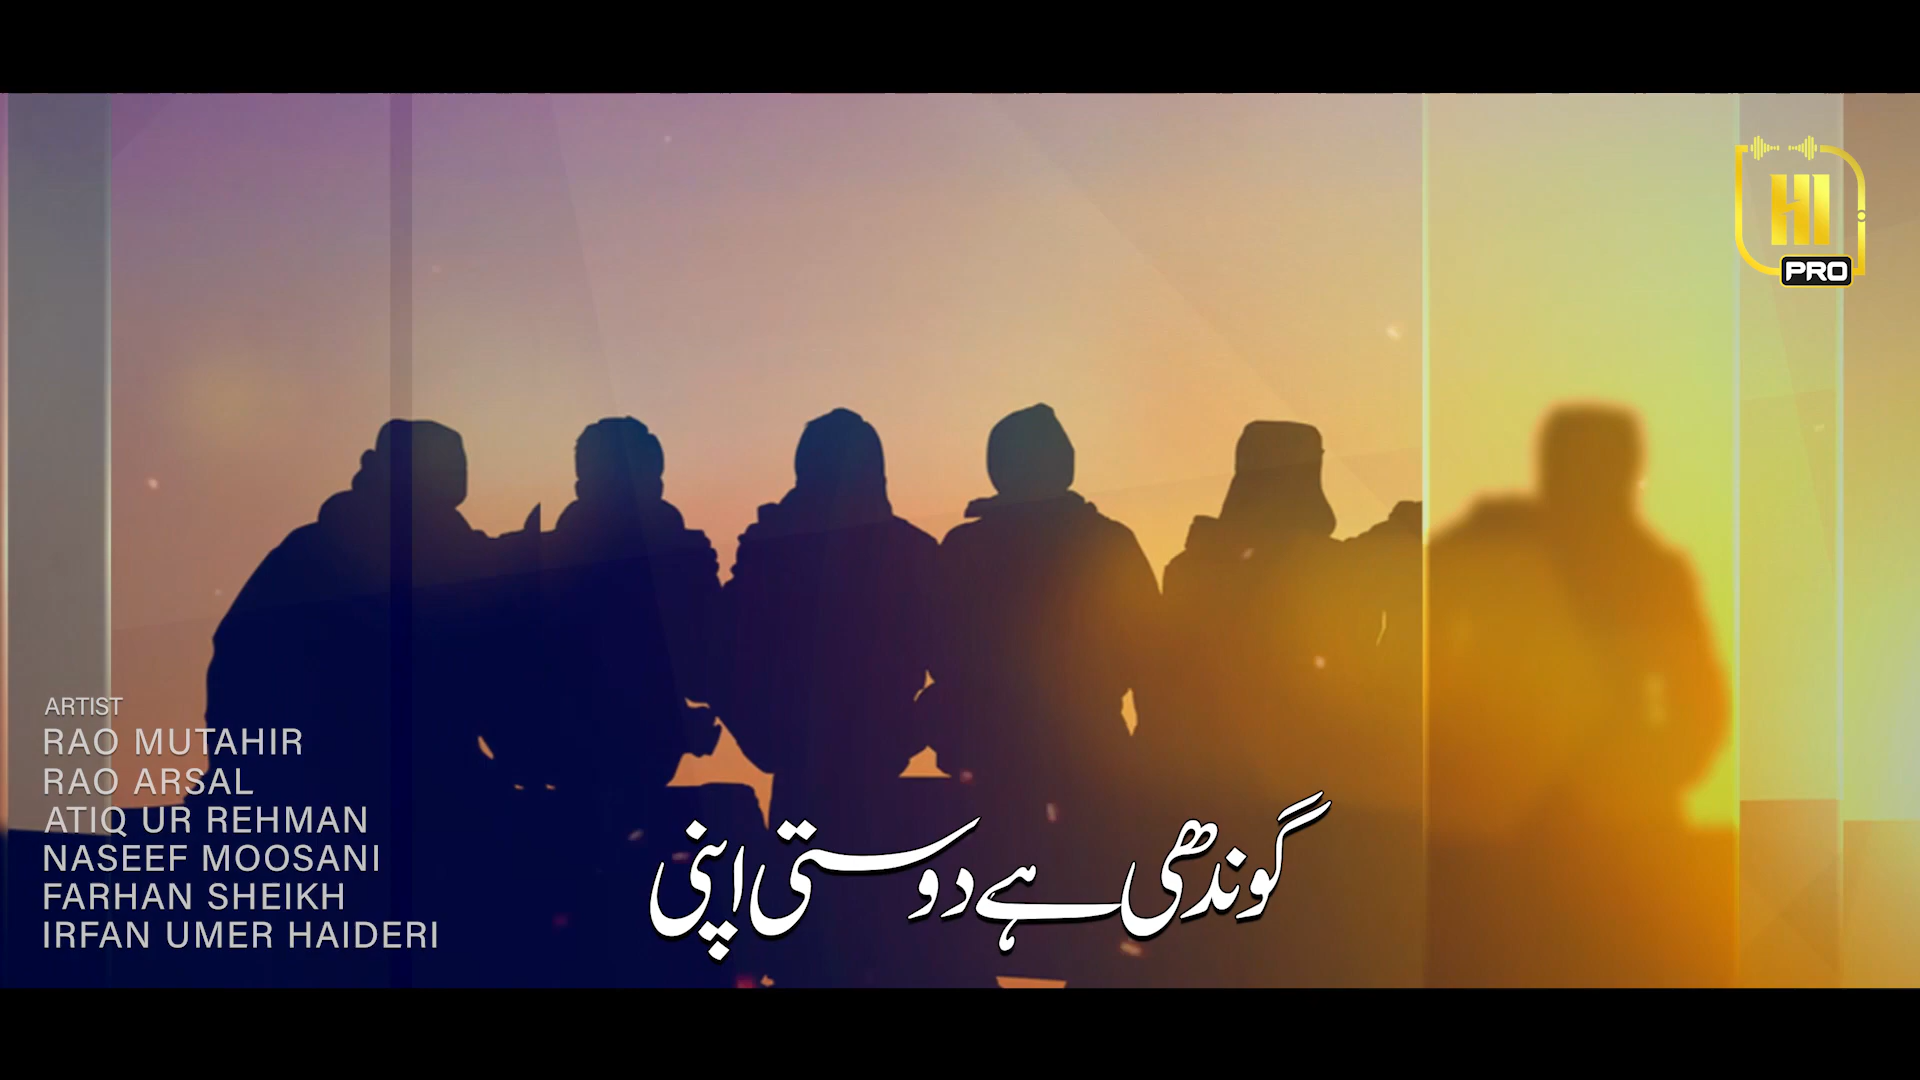 HI
PRO
ARTIST
RAO MUTAHIR
RAO ARSAL
ATIQ UR REHMAN
NASEEF MOOSANI
FARHAN SHEIKH
IRFAN UMER HAIDERI
گوندھی ہے دوستی اپنی